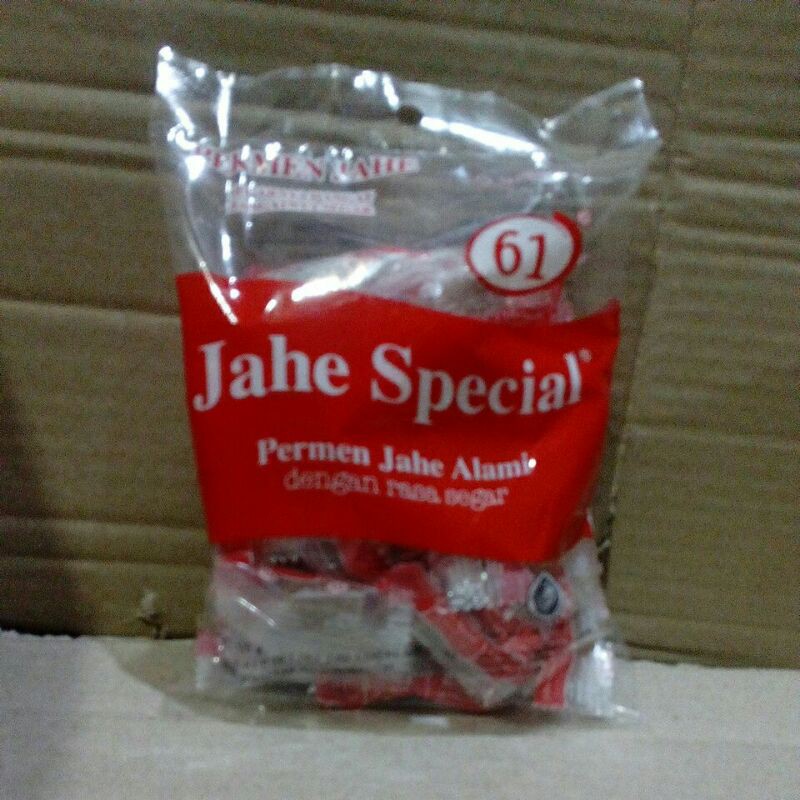 PERMEN JAHE
61
Jahe Special
Permen Jahe Alami
dengan rasa segar